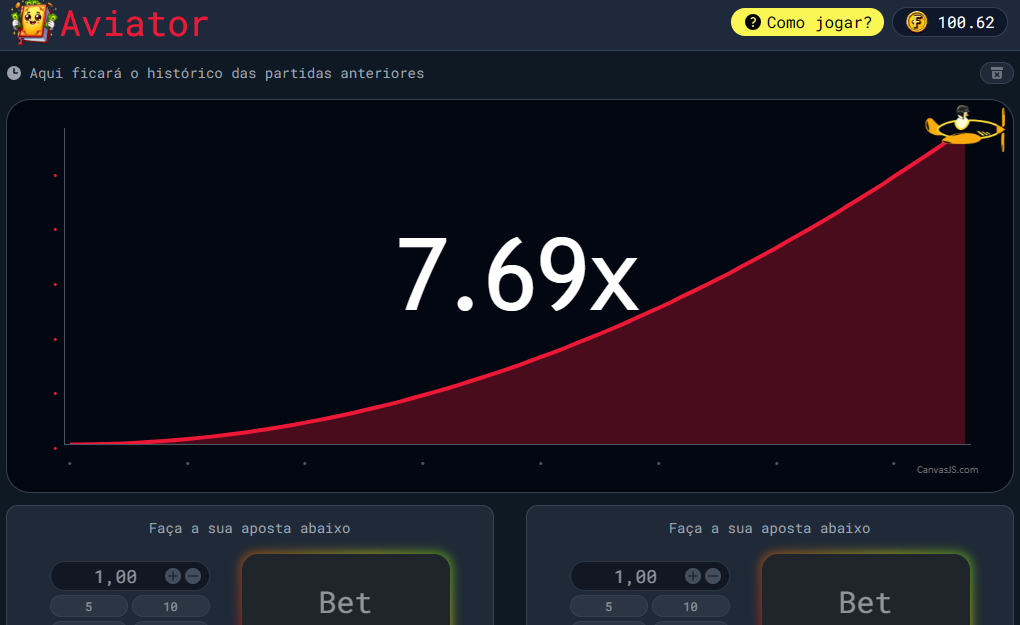 Aviator
Como jogar?
100.62
Aqui ficará o histórico das partidas anteriores
7.69x
CanvasJS.com
Faça a sua aposta abaixo
1,00
5
10
Bet
Faça a sua aposta abaixo
1,00
5
10
Bet